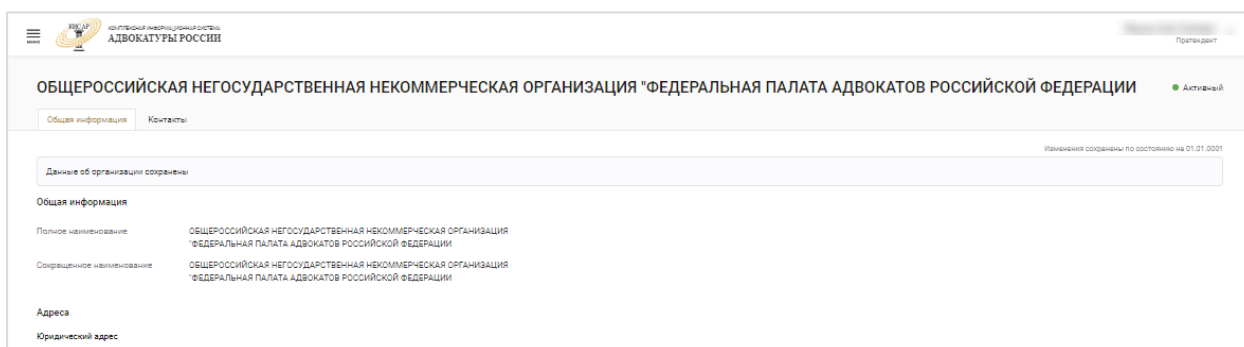 КИСАР
КОМПЛЕКСНАЯ ИНФОРМАЦИОННАЯ СИСТЕМА
АДВОКАТУРЫ РОССИИ
МЕНЮ
Претендент
ОБЩЕРОССИЙСКАЯ НЕГОСУДАРСТВЕННАЯ НЕКОММЕРЧЕСКАЯ ОРГАНИЗАЦИЯ "ФЕДЕРАЛЬНАЯ ПАЛАТА АДВОКАТОВ РОССИЙСКОЙ ФЕДЕРАЦИИ
Активный
Общая информация Контакты
Изменения сохранены по состоянию на 01.01.0001
Данные об организации сохранены
Общая информация
Полное наименование ОБЩЕРОССИЙСКАЯ НЕГОСУДАРСТВЕННАЯ НЕКОММЕРЧЕСКАЯ ОРГАНИЗАЦИЯ
"ФЕДЕРАЛЬНАЯ ПАЛАТА АДВОКАТОВ РОССИЙСКОЙ ФЕДЕРАЦИИ
Сокращенное наименование ОБЩЕРОССИЙСКАЯ НЕГОСУДАРСТВЕННАЯ НЕКОММЕРЧЕСКАЯ ОРГАНИЗАЦИЯ
"ФЕДЕРАЛЬНАЯ ПАЛАТА АДВОКАТОВ РОССИЙСКОЙ ФЕДЕРАЦИИ
Адреса
Юридический адрес